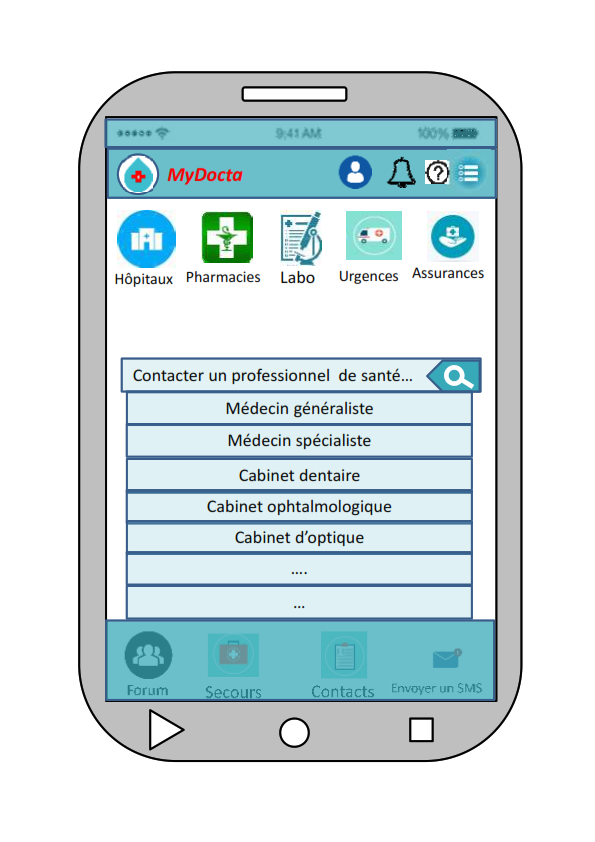 9:41 AM 100%
MyDocta
Hôpitaux Pharmacies Labo Urgences Assurances
Contacter un professionnel de santé...
Médecin généraliste
Médecin spécialiste
Cabinet dentaire
Cabinet ophtalmologique
Cabinet d’optique
....
...
Forum Secours Contacts Envoyer un SMS